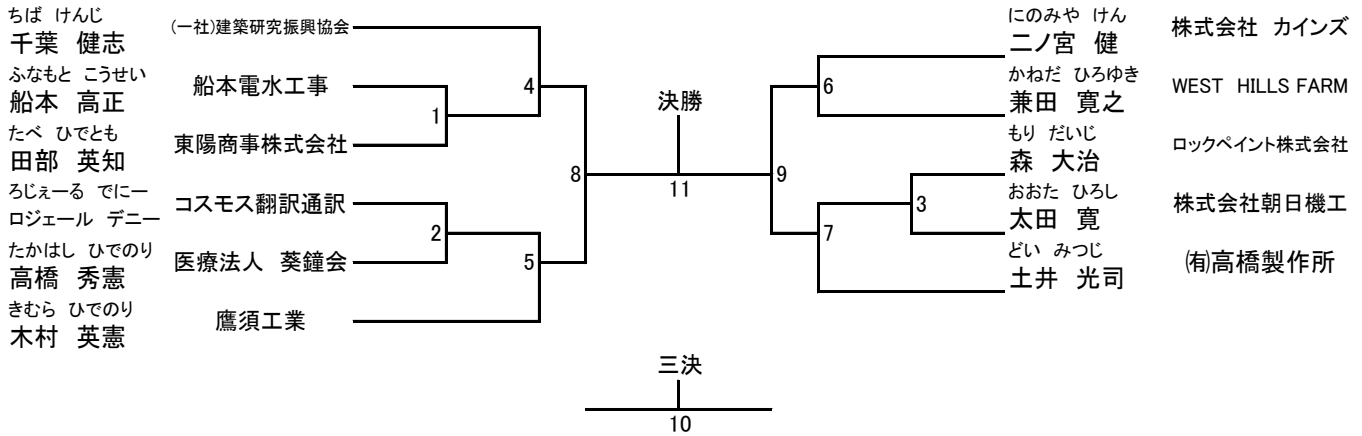 ちば けんじ
千葉 健志 (一社)建築研究振興協会
ふなもと こうせい
船本 高正 船本電水工事
たべ ひでとも
田部 英知 東陽商事株式会社
ろじぇーる でにー
ロジェール デニー コスモス翻訳通訳
たかはし ひでのり
高橋 秀憲 医療法人 葵鐘会
きむら ひでのり
木村 英憲 鷹須工業
1
2
4
5
8
決勝
11
三決
10
9
6
7
3
にのみや けん
二ノ宮 健 株式会社 カインズ
かねだ ひろゆき
兼田 寛之 WEST HILLS FARM
もり だいじ
森 大治 ロックペイント株式会社
おおた ひろし
太田 寛 株式会社朝日機工
どい みつじ
土井 光司 ㈲高橋製作所